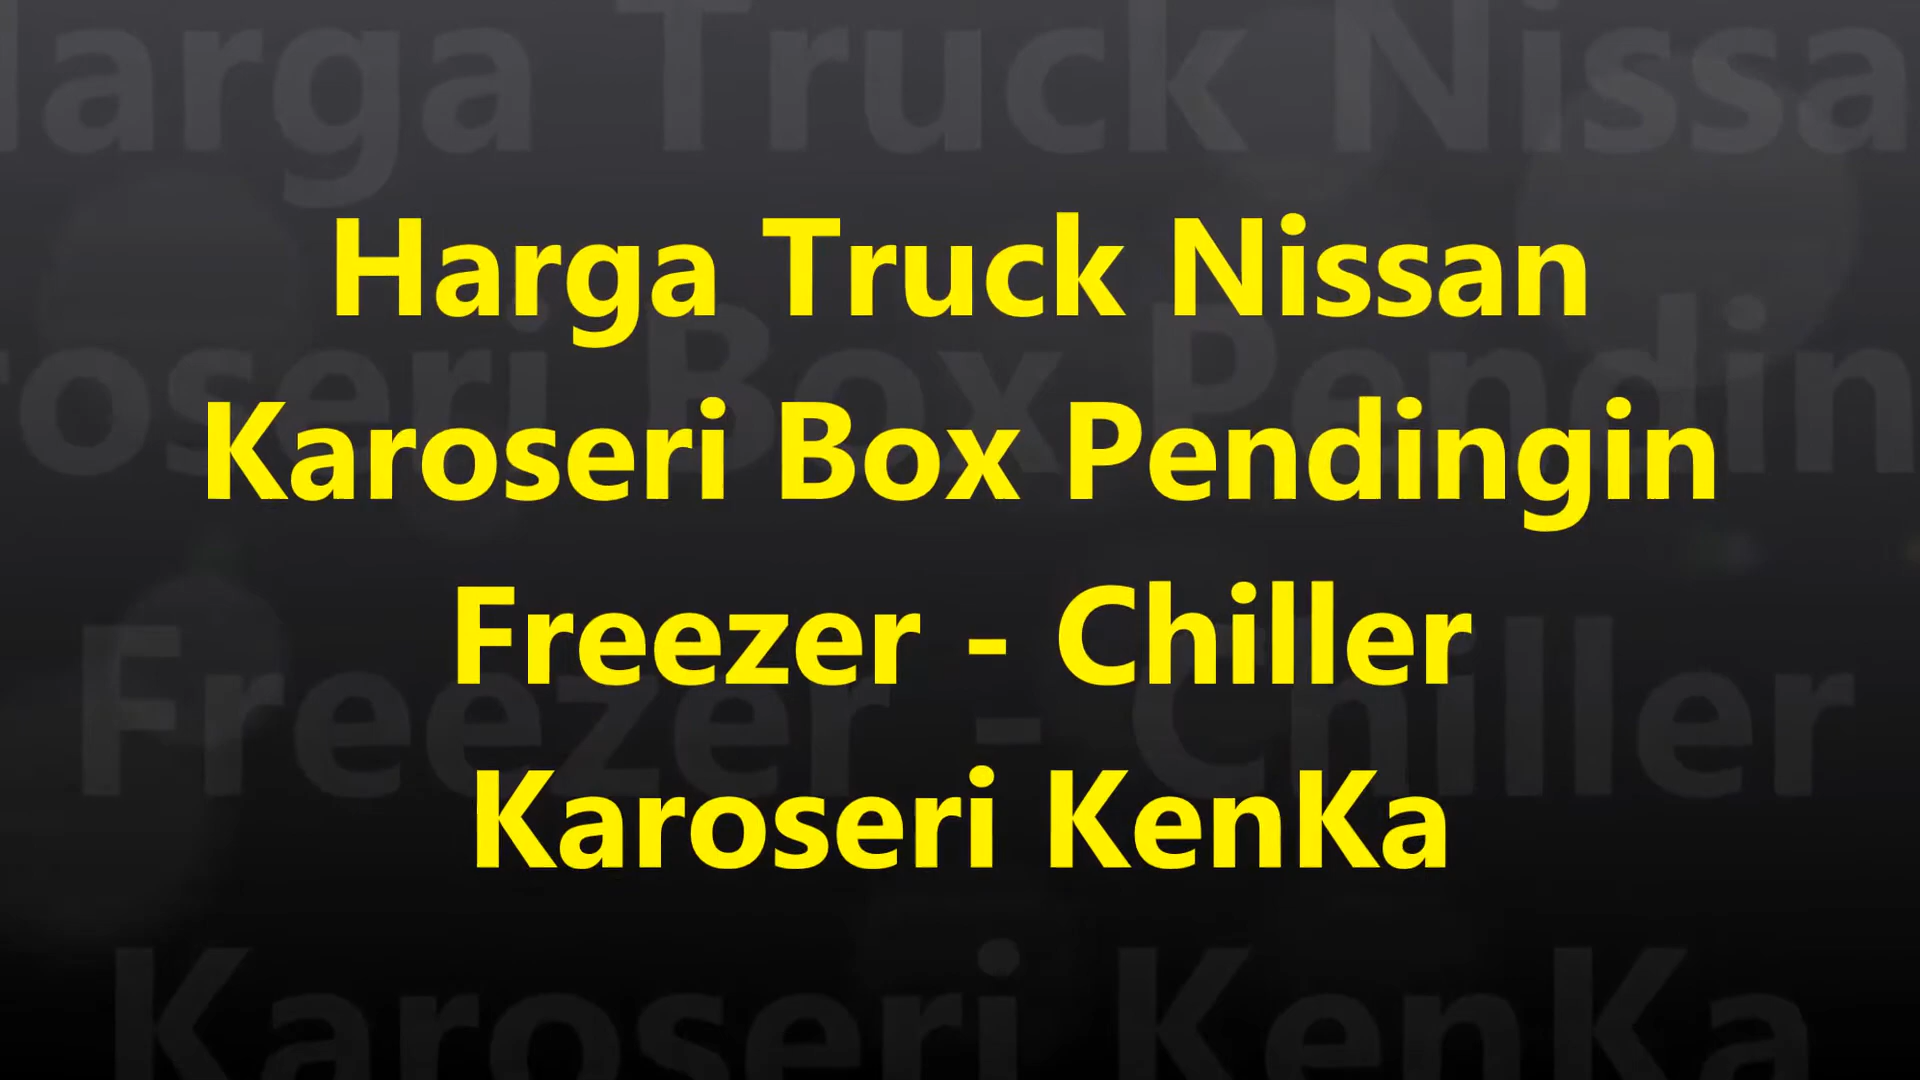 Harga Truck Nissan
Karoseri Box Pendingin
Freezer - Chiller
Karoseri KenKa